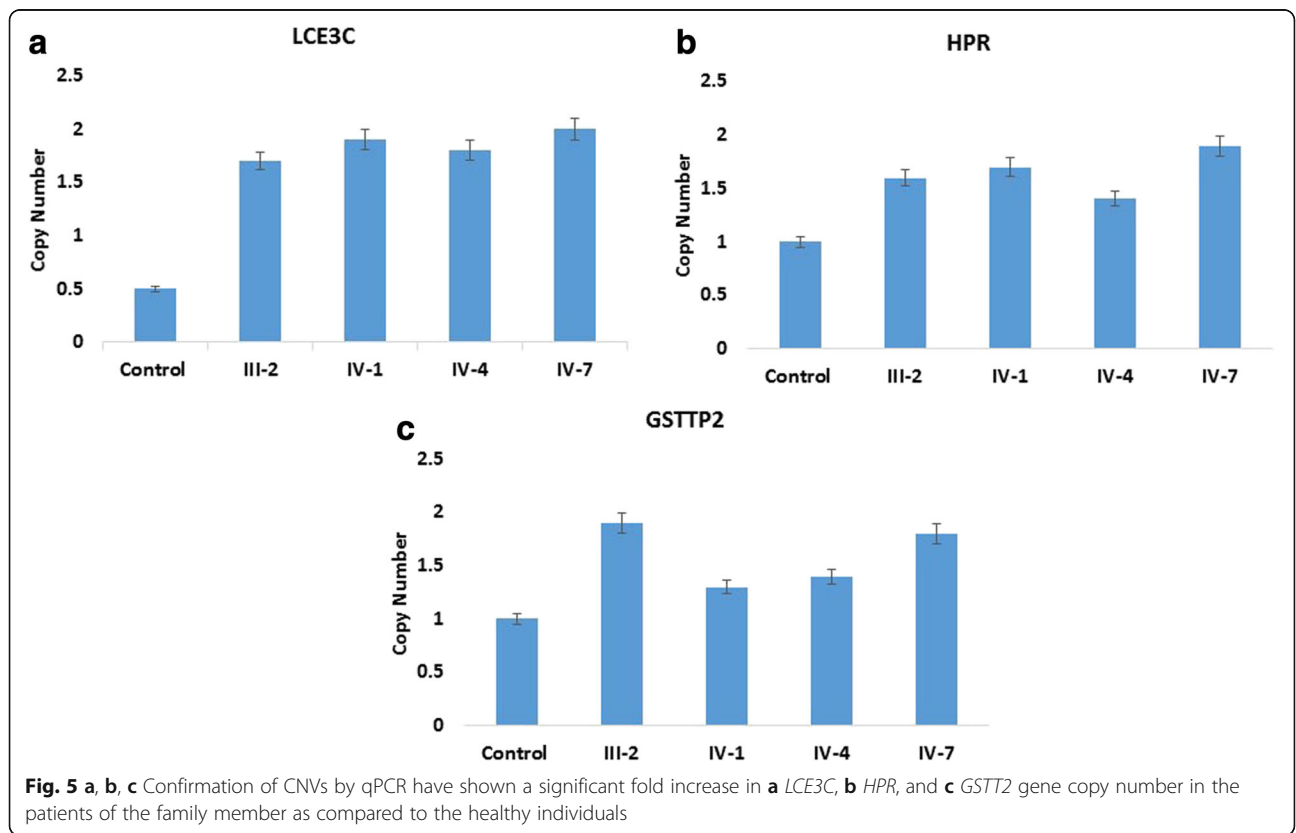 a
LCE3C
2.5
2
1.5
1
0.5
0
Copy Number
Control III-2 IV-1 IV-4 IV-7
b
HPR
2.5
2
1.5
1
0.5
0
Copy Number
Control III-2 IV-1 IV-4 IV-7
c
GSTTP2
2.5
2
1.5
1
0.5
0
Copy Number
Control III-2 IV-1 IV-4 IV-7
Fig. 5 a, b, c Confirmation of CNVs by qPCR have shown a significant fold increase in a LCE3C, b HPR, and c GSTT2 gene copy number in the
patients of the family member as compared to the healthy individuals